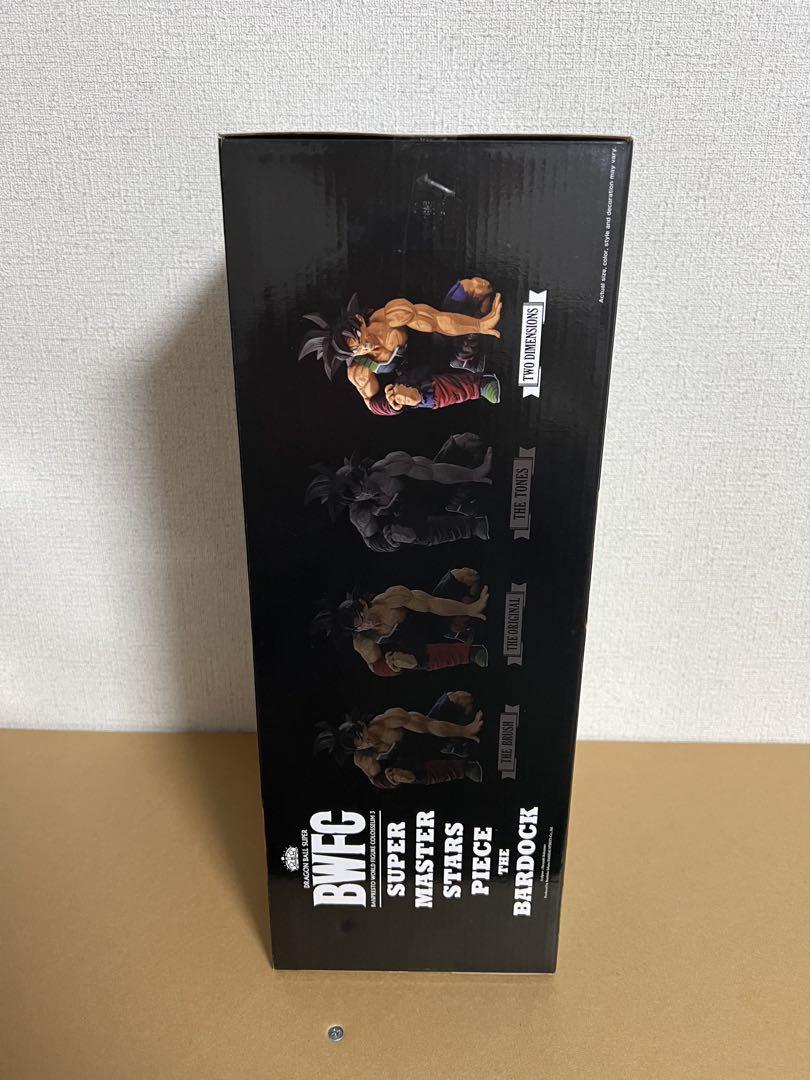 DRAGON BALL SUPER
BWFC
BANPRESTO WORLD FIGURE COLOSSEUM 3
SUPER
MASTER
STARS
PIECE
THE
BARDOCK
THE BRUSH
THE ORIGINAL
THE TONES
TWO DIMENSIONS
Actual size, color, style and decoration may vary.